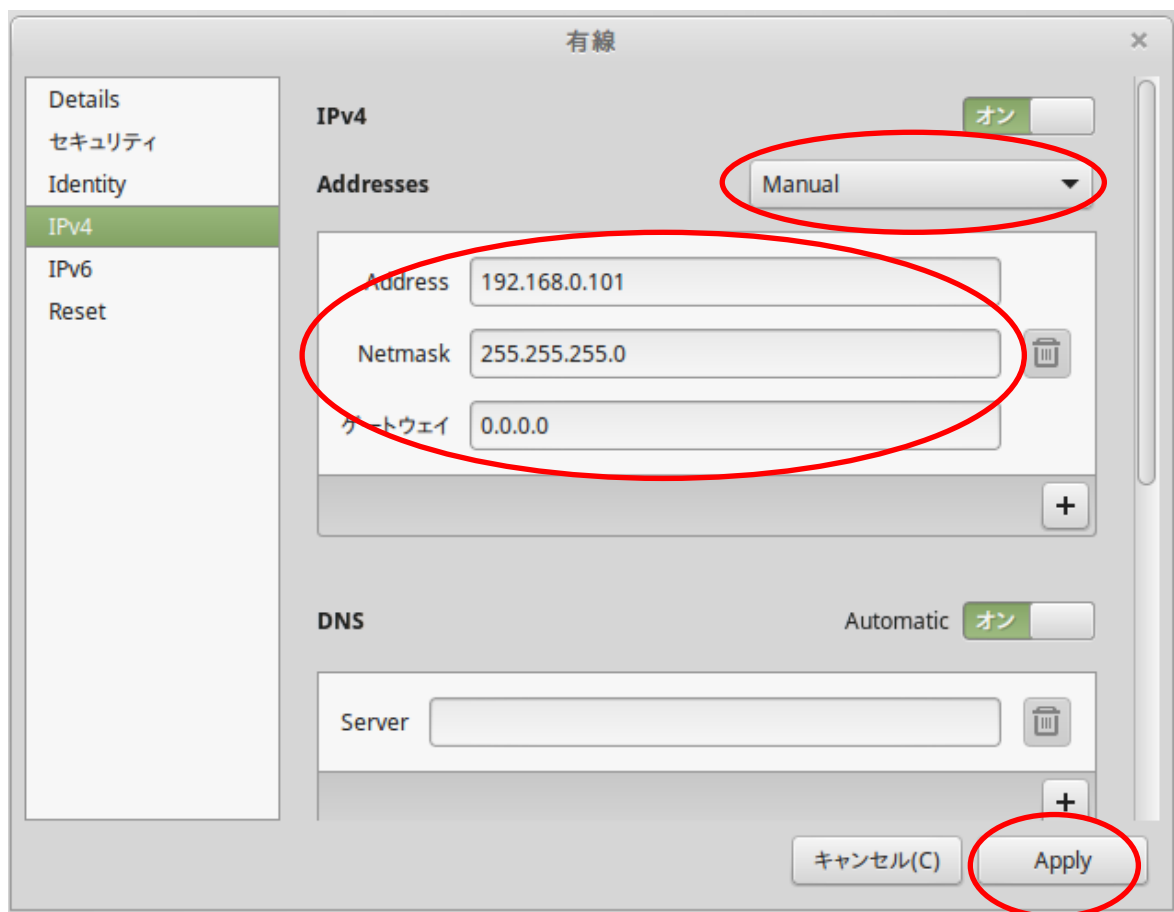 有線
×
Details
セキュリティ
Identity
IPv4
IPv6
Reset
IPv4 オン
Addresses Manual
Address 192.168.0.101
Netmask 255.255.255.0
ゲートウェイ 0.0.0.0
+
DNS Automatic オン
Server
+
キャンセル(C) Apply